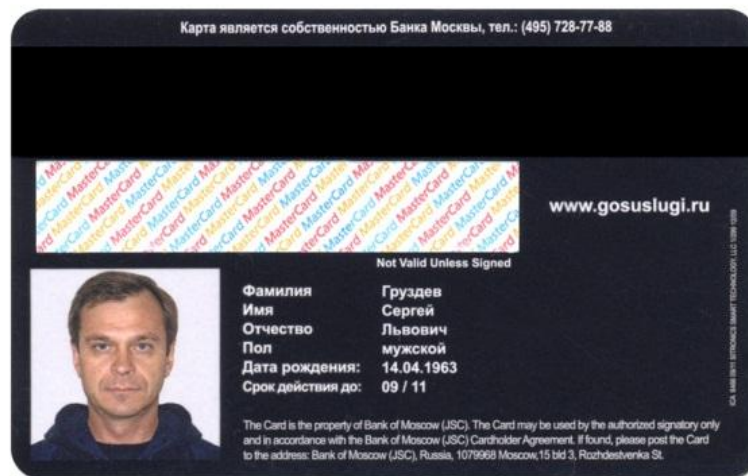 Карта является собственностью Банка Москвы, тел.: (495) 728-77-88
www.gosuslugi.ru
Not Valid Unless Signed
Фамилия Груздев
Имя Сергей
Отчество Львович
Пол мужской
Дата рождения: 14.04.1963
Срок действия до: 09 / 11
The Card is the property of Bank of Moscow (JSC). The Card may be used by the authorized signatory only
and in accordance with the Bank of Moscow (JSC) Cardholder Agreement. If found, please post the Card
to the address: Bank of Moscow (JSC), Russia, 1079968 Moscow,15 bld 3, Rozhdestvenka St.